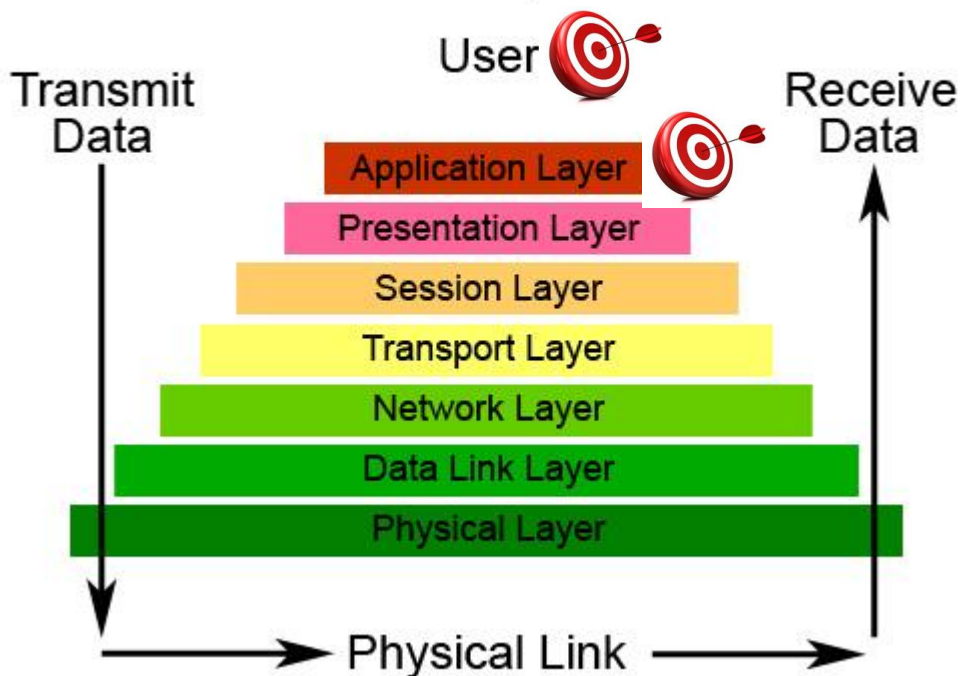 User
Transmit
Data
Receive
Data
Application Layer
Presentation Layer
Session Layer
Transport Layer
Network Layer
Data Link Layer
Physical Layer
Physical Link